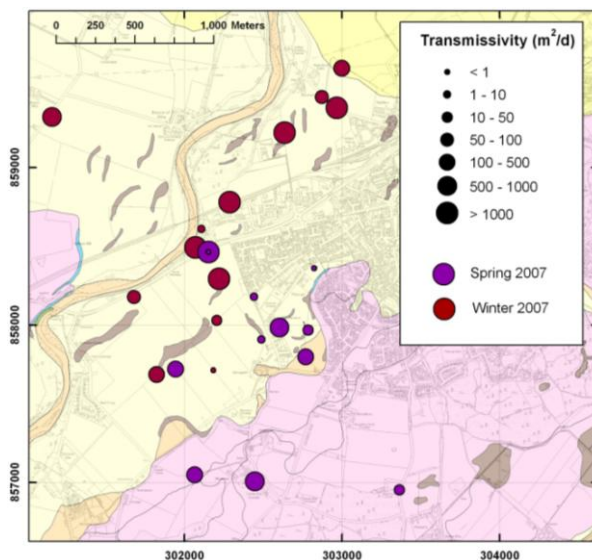 0 250 500 1,000 Meters
Transmissivity (m²/d)
< 1
1 - 10
10 - 50
50 - 100
100 - 500
500 - 1000
> 1000
Spring 2007
Winter 2007
859000
858000
857000
302000 303000 304000